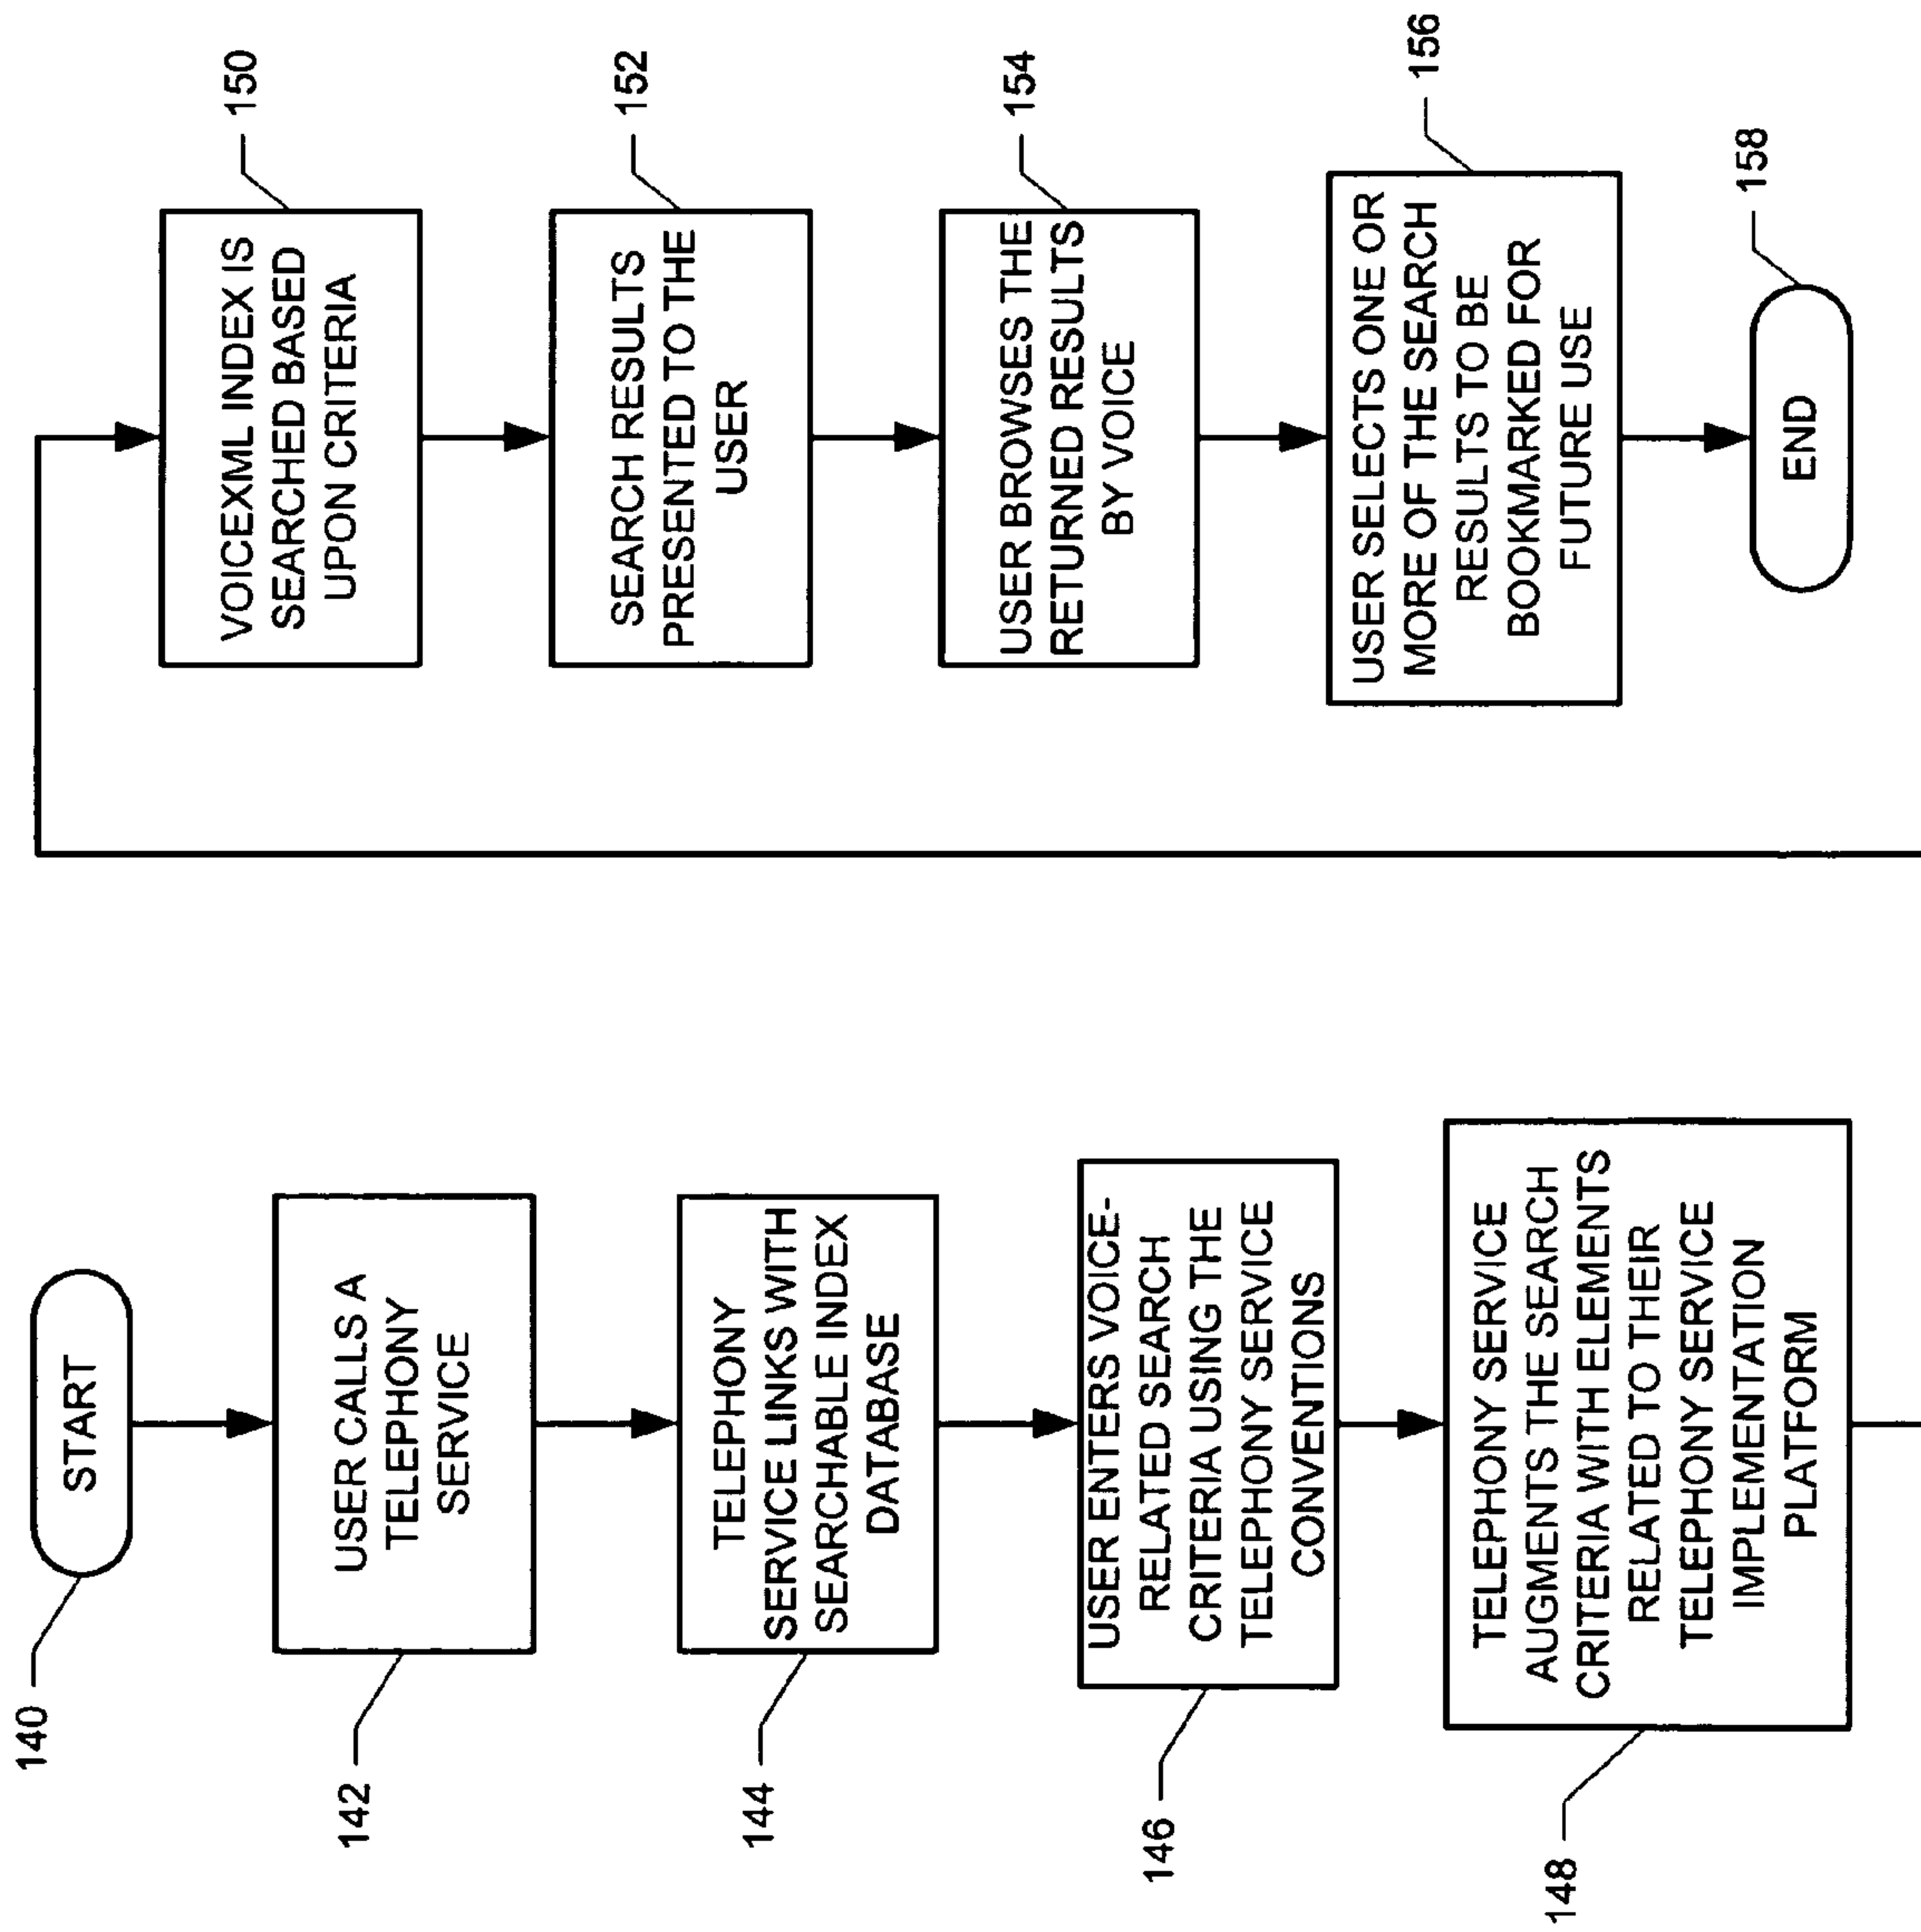 140
START
142
USER CALLS A
TELEPHONY
SERVICE
144
TELEPHONY
SERVICE LINKS WITH
SEARCHABLE INDEX
DATABASE
146
USER ENTERS VOICE-
RELATED SEARCH
CRITERIA USING THE
TELEPHONY SERVICE
CONVENTIONS
148
TELEPHONY SERVICE
AUGMENTS THE SEARCH
CRITERIA WITH ELEMENTS
RELATED TO THEIR
TELEPHONY SERVICE
IMPLEMENTATION
PLATFORM
150
VOICEXML INDEX IS
SEARCHED BASED
UPON CRITERIA
152
SEARCH RESULTS
PRESENTED TO THE
USER
154
USER BROWSES THE
RETURNED RESULTS
BY VOICE
156
USER SELECTS ONE OR
MORE OF THE SEARCH
RESULTS TO BE
BOOKMARKED FOR
FUTURE USE
158
END